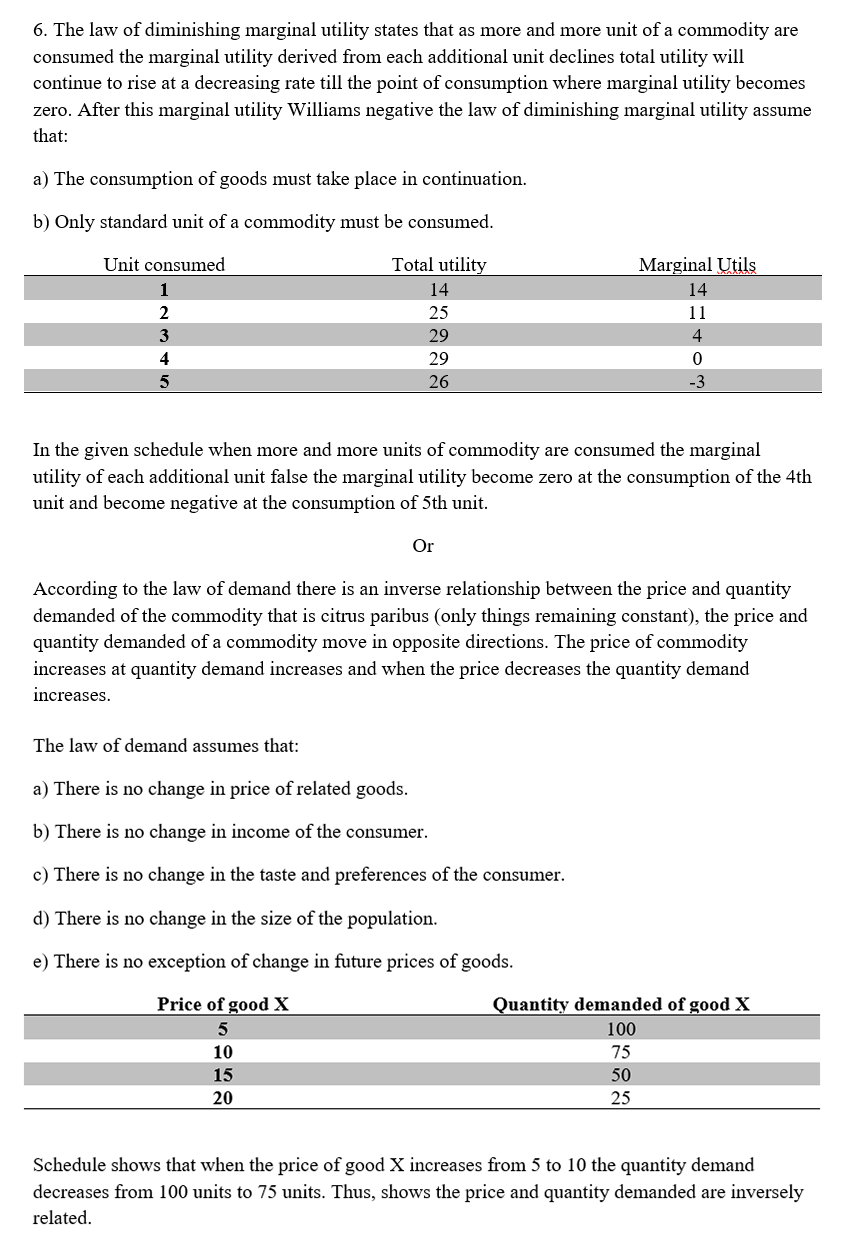 6. The law of diminishing marginal utility states that as more and more unit of a commodity are
consumed the marginal utility derived from each additional unit declines total utility will
continue to rise at a decreasing rate till the point of consumption where marginal utility becomes
zero. After this marginal utility Williams negative the law of diminishing marginal utility assume
that:
a) The consumption of goods must take place in continuation.
b) Only standard unit of a commodity must be consumed.
Unit consumed Total utility Marginal Utils
1 14 14
2 25 11
3 29 4
4 29 0
5 26 -3
In the given schedule when more and more units of commodity are consumed the marginal
utility of each additional unit false the marginal utility become zero at the consumption of the 4th
unit and become negative at the consumption of 5th unit.
Or
According to the law of demand there is an inverse relationship between the price and quantity
demanded of the commodity that is citrus paribus (only things remaining constant), the price and
quantity demanded of a commodity move in opposite directions. The price of commodity
increases at quantity demand increases and when the price decreases the quantity demand
increases.
The law of demand assumes that:
a) There is no change in price of related goods.
b) There is no change in income of the consumer.
c) There is no change in the taste and preferences of the consumer.
d) There is no change in the size of the population.
e) There is no exception of change in future prices of goods.
Price of good X Quantity demanded of good X
5 100
10 75
15 50
20 25
Schedule shows that when the price of good X increases from 5 to 10 the quantity demand
decreases from 100 units to 75 units. Thus, shows the price and quantity demanded are inversely
related.